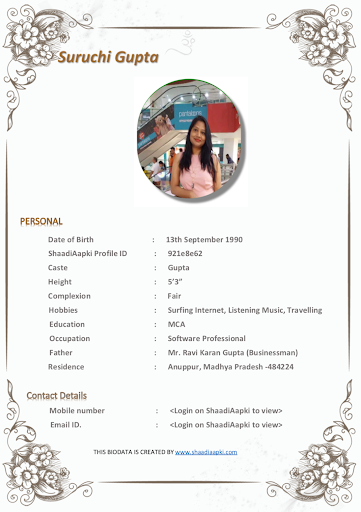 Suruchi Gupta
PERSONAL
Date of Birth : 13th September 1990
ShaadiAapki Profile ID : 921e8e62
Caste : Gupta
Height : 5’3”
Complexion : Fair
Hobbies : Surfing Internet, Listening Music, Travelling
Education : MCA
Occupation : Software Professional
Father : Mr. Ravi Karan Gupta (Businessman)
Residence : Anuppur, Madhya Pradesh -484224
Contact Details
Mobile number : <Login on ShaadiAapki to view>
Email ID. : <Login on ShaadiAapki to view>
THIS BIODATA IS CREATED BY www.shaadiaapki.com